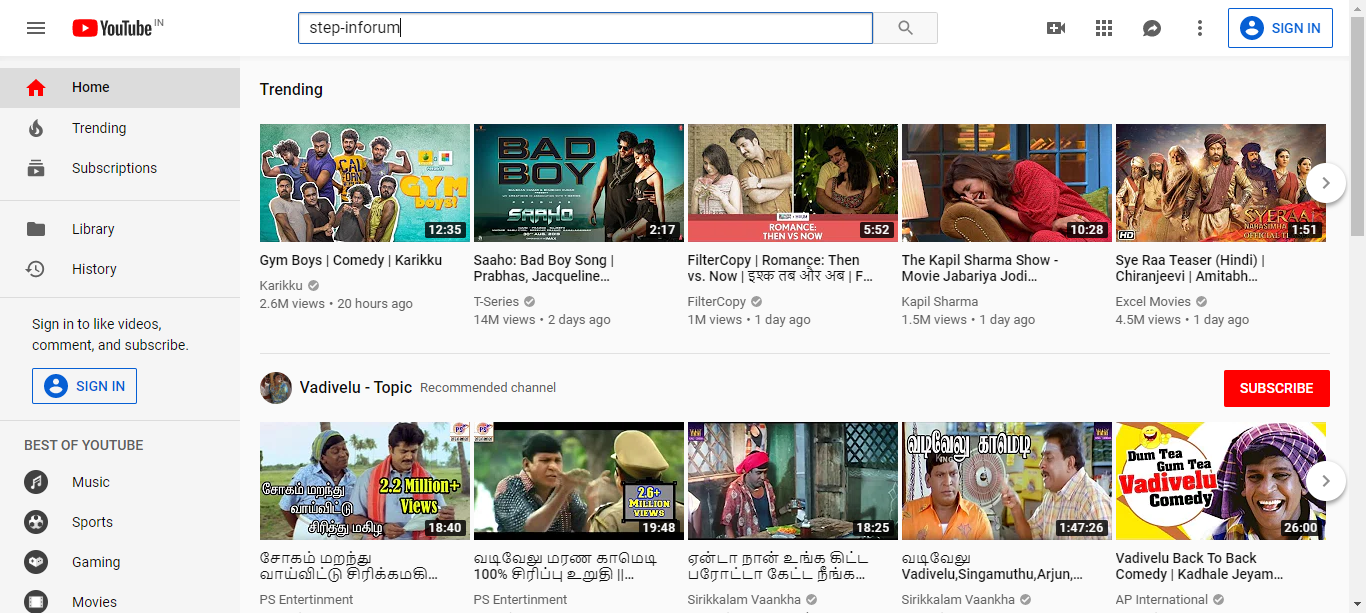 YouTube IN
step-inforum
SIGN IN
Home
Trending
Subscriptions
Library
History
Sign in to like videos,
comment, and subscribe.
SIGN IN
BEST OF YOUTUBE
Music
Sports
Gaming
Movies
Trending
GYM
boys!
12:35
BAD
BOY
SAAHO
2:17
ROMANCE:
THEN VS NOW
5:52
10:28
SYERAA
HD
1:51
Gym Boys | Comedy | Karikku
Karikku
2.6M views • 20 hours ago
Saaho: Bad Boy Song |
Prabhas, Jacqueline...
T-Series
14M views • 2 days ago
FilterCopy | Romance: Then
vs. Now | इश्क तब और अब | F...
FilterCopy
1M views • 1 day ago
The Kapil Sharma Show -
Movie Jabariya Jodi...
Kapil Sharma
1.5M views • 1 day ago
Sye Raa Teaser (Hindi) |
Chiranjeevi | Amitabh...
Excel Movies
4.5M views • 1 day ago
Vadivelu - Topic Recommended channel
SUBSCRIBE
சோகம் மறந்து
வாய்விட்டு
சிரித்து மகிழ
2.2 Million+
Views
18:40
2.6+
MILLION
VIEWS
19:48
18:25
வடிவேலு காமெடி
1:47:26
Dum Tea
Gum Tea
Vadivelu
Comedy
26:00
சோகம் மறந்து
வாய்விட்டு சிரிக்கமகி...
PS Entertinment
வடிவேலு மரண காமெடி
100% சிரிப்பு உறுதி ||...
PS Entertinment
ஏன்டா நான் உங்க கிட்ட
பரோட்டா கேட்ட நீங்க...
Sirikkalam Vaankha
வடிவேலு
Vadivelu,Singamuthu,Arjun,...
Sirikkalam Vaankha
Vadivelu Back To Back
Comedy | Kadhale Jeyam...
AP International